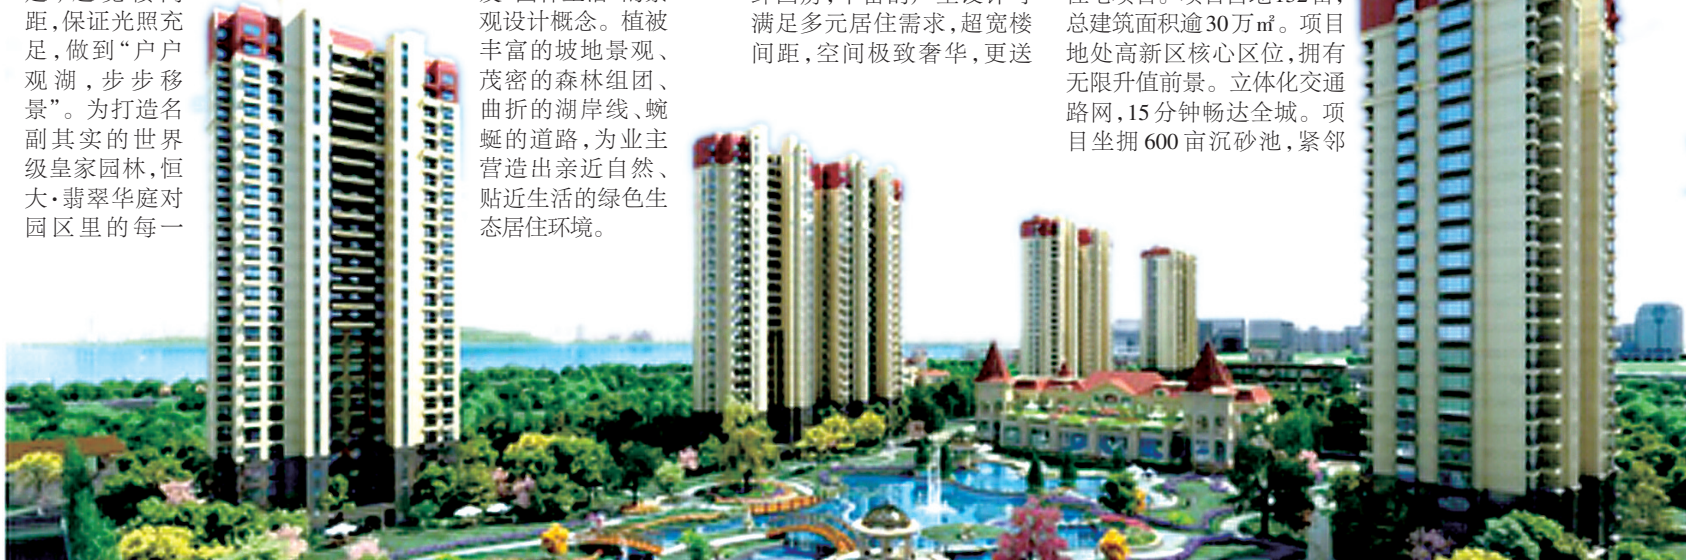 距，保证光照充
足，做到“户户
观湖，步步移
景”。为打造名
副其实的世界
级皇家园林，恒
大·翡翠华庭对
园区里的每一
观设计概念。植被
丰富的坡地景观、
茂密的森林组团、
曲折的湖岸线、蜿
蜒的道路，为业主
营造出亲近自然、
贴近生活的绿色生
态居住环境。
满足多元居住需求，超宽楼
间距，空间极致奢华，更送
总建筑面积逾30万㎡。项目
地处高新区核心区位，拥有
无限升值前景。立体化交通
路网，15分钟畅达全城。项
目坐拥600亩沉砂池，紧邻